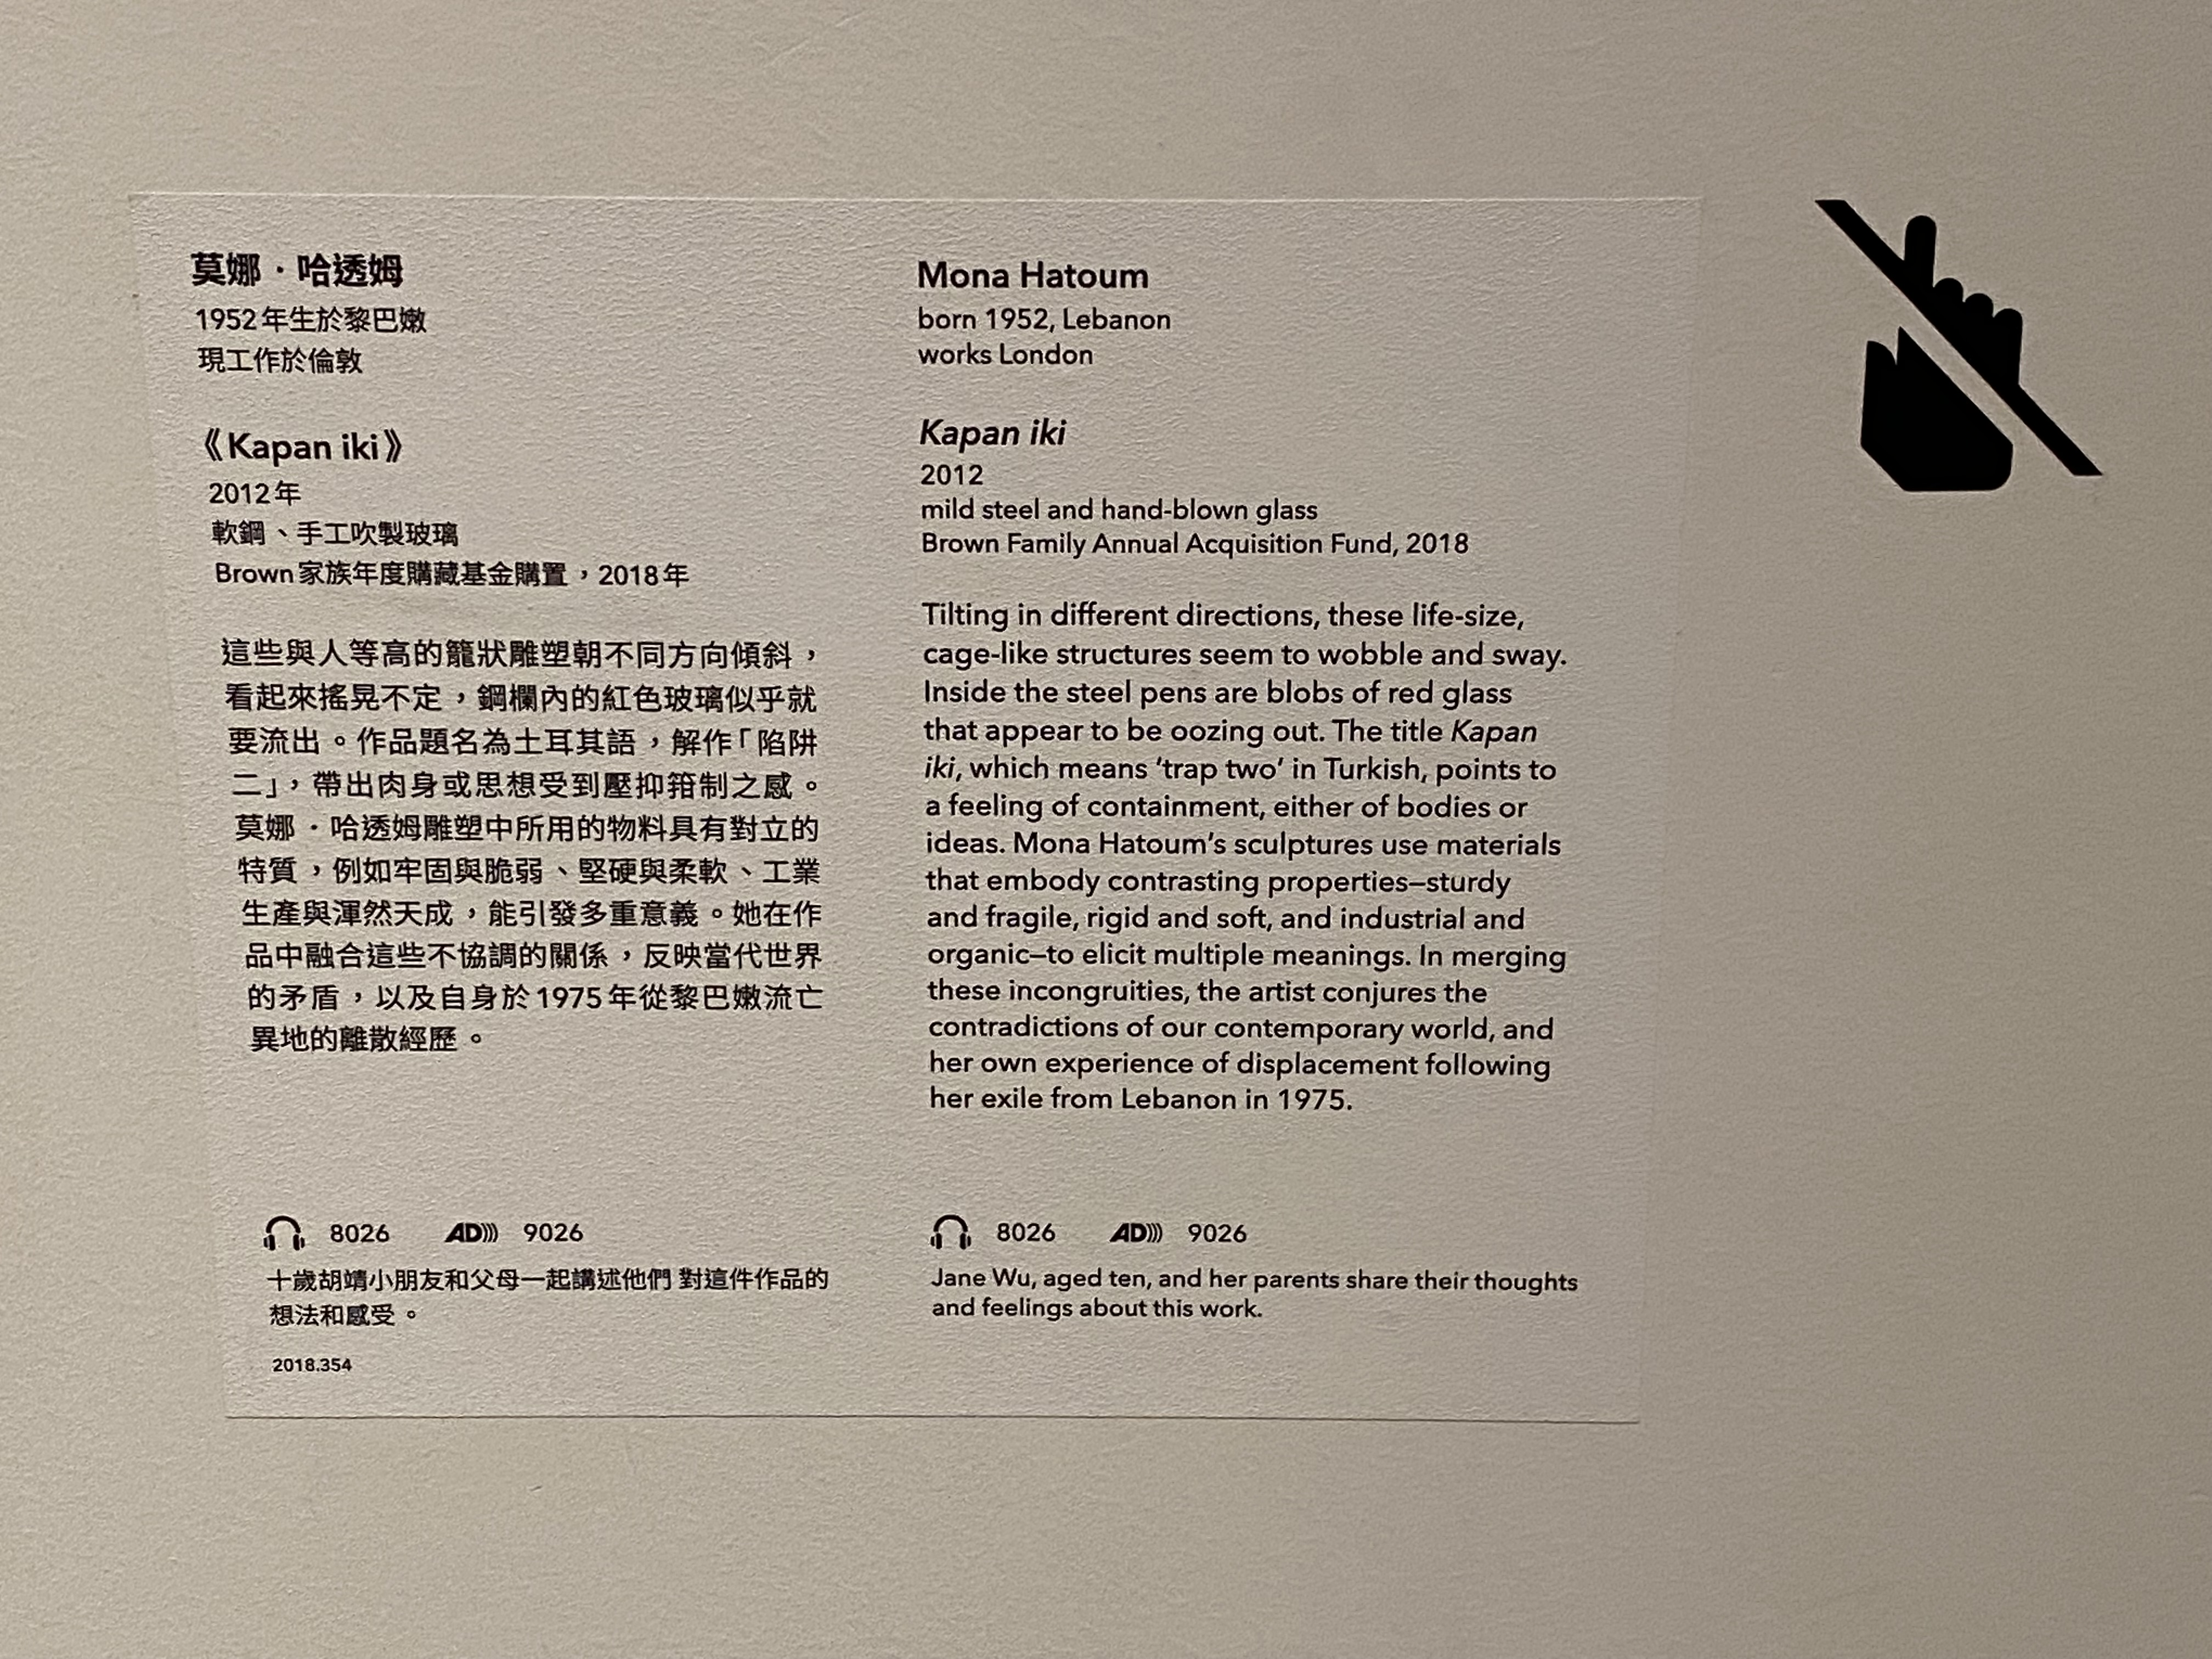 莫娜．哈透姆
1952年生於黎巴嫩
現工作於倫敦
《Kapan iki》
2012年
軟鋼、手工吹製玻璃
Brown家族年度購藏基金購置，2018年
這些與人等高的籠狀雕塑朝不同方向傾斜，
看起來搖晃不定，鋼欄內的紅色玻璃似乎就
要流出。作品題名為土耳其語，解作「陷阱
二」，帶出肉身或思想受到壓抑箝制之感。
莫娜．哈透姆雕塑中所用的物料具有對立的
特質，例如牢固與脆弱、堅硬與柔軟、工業
生產與渾然天成，能引發多重意義。她在作
品中融合這些不協調的關係，反映當代世界
的矛盾，以及自身於1975年從黎巴嫩流亡
異地的離散經歷。
8026 AD))) 9026
十歲胡靖小朋友和父母一起講述他們 對這件作品的
想法和感受。
2018.354
Mona Hatoum
born 1952, Lebanon
works London
Kapan iki
2012
mild steel and hand-blown glass
Brown Family Annual Acquisition Fund, 2018
Tilting in different directions, these life-size,
cage-like structures seem to wobble and sway.
Inside the steel pens are blobs of red glass
that appear to be oozing out. The title Kapan
iki, which means ‘trap two’ in Turkish, points to
a feeling of containment, either of bodies or
ideas. Mona Hatoum’s sculptures use materials
that embody contrasting properties—sturdy
and fragile, rigid and soft, and industrial and
organic—to elicit multiple meanings. In merging
these incongruities, the artist conjures the
contradictions of our contemporary world, and
her own experience of displacement following
her exile from Lebanon in 1975.
8026 AD))) 9026
Jane Wu, aged ten, and her parents share their thoughts
and feelings about this work.